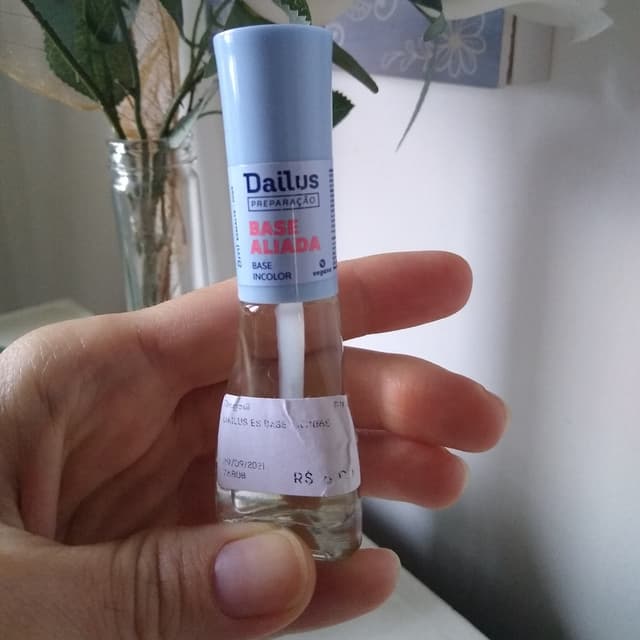 Dailus
PREPARAÇÃO
BASE
ALIADA
BASE
INCOLOR
vegano
DAILUS ES BASE
09/2021
R$